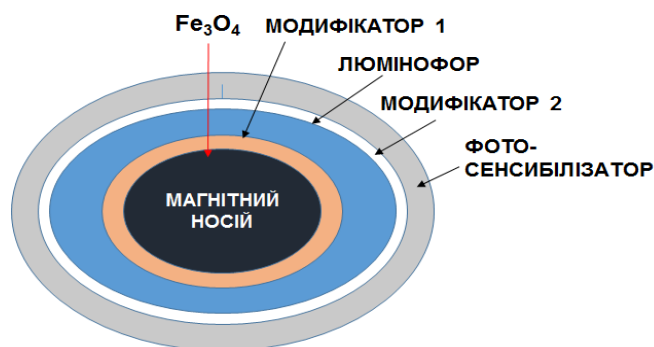 Fe₃O₄
МОДИФІКАТОР 1
ЛЮМІНОФОР
МОДИФІКАТОР 2
ФОТО-
СЕНСИБІЛІЗАТОР
МАГНІТНИЙ
НОСІЙ